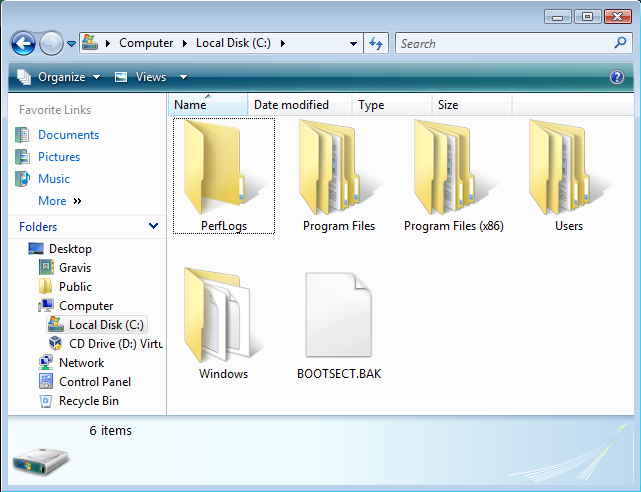 Computer Local Disk (C:) Search
Organize Views
Favorite Links
Documents
Pictures
Music
More »
Folders
Desktop
Gravis
Public
Computer
Local Disk (C:)
CD Drive (D:) Virtu
Network
Control Panel
Recycle Bin
Name Date modified Type Size
PerfLogs Program Files Program Files (x86) Users
Windows BOOTSECT.BAK
6 items